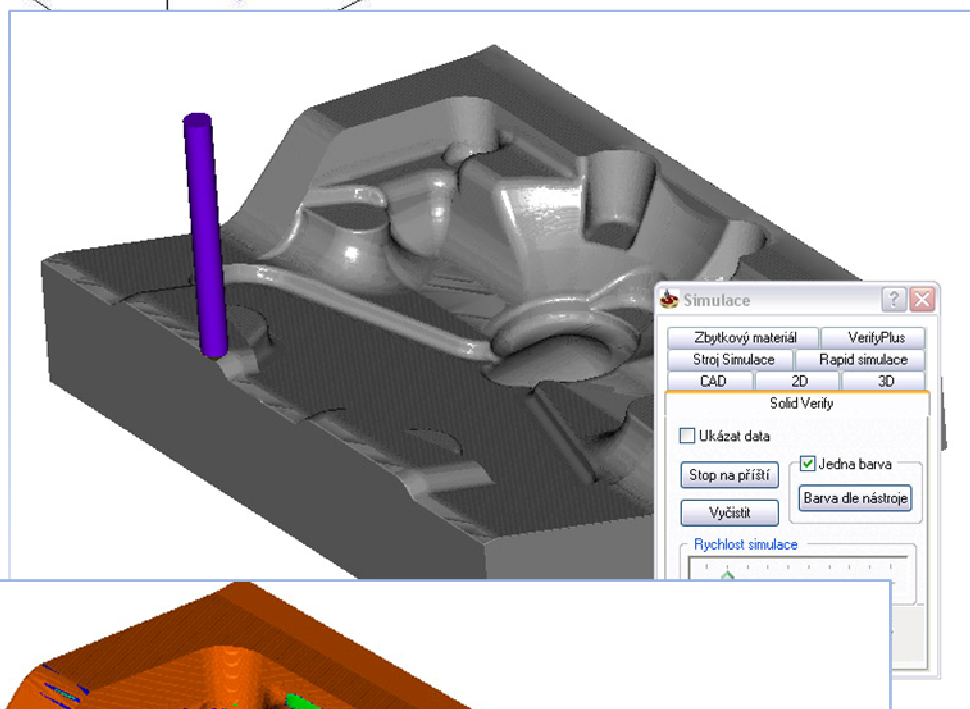 Simulace
Zbytkový materiál VerifyPlus
Stroj Simulace Rapid simulace
CAD 2D 3D
Solid Verify
Ukázat data
Jedna barva
Stop na příští
Barva dle nástroje
Vyčistit
Rychlost simulace